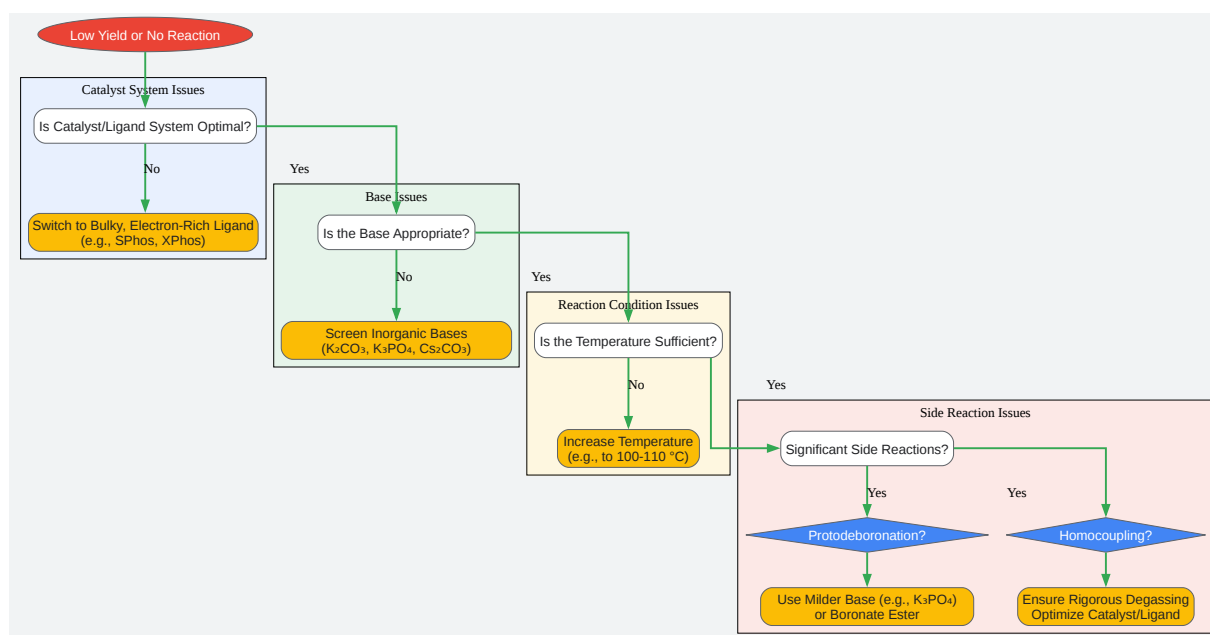 Low Yield or No Reaction
Catalyst System Issues
Is Catalyst/Ligand System Optimal?
No
Yes
Switch to Bulky, Electron-Rich Ligand
(e.g., SPhos, XPhos)
Base Issues
Is the Base Appropriate?
No
Yes
Screen Inorganic Bases
(K₂CO₃, K₃PO₄, Cs₂CO₃)
Reaction Condition Issues
Is the Temperature Sufficient?
No
Yes
Increase Temperature
(e.g., to 100-110 °C)
Side Reaction Issues
Significant Side Reactions?
Yes
Yes
Protodeboronation?
Homocoupling?
Use Milder Base (e.g., K₃PO₄)
or Boronate Ester
Ensure Rigorous Degassing
Optimize Catalyst/Ligand